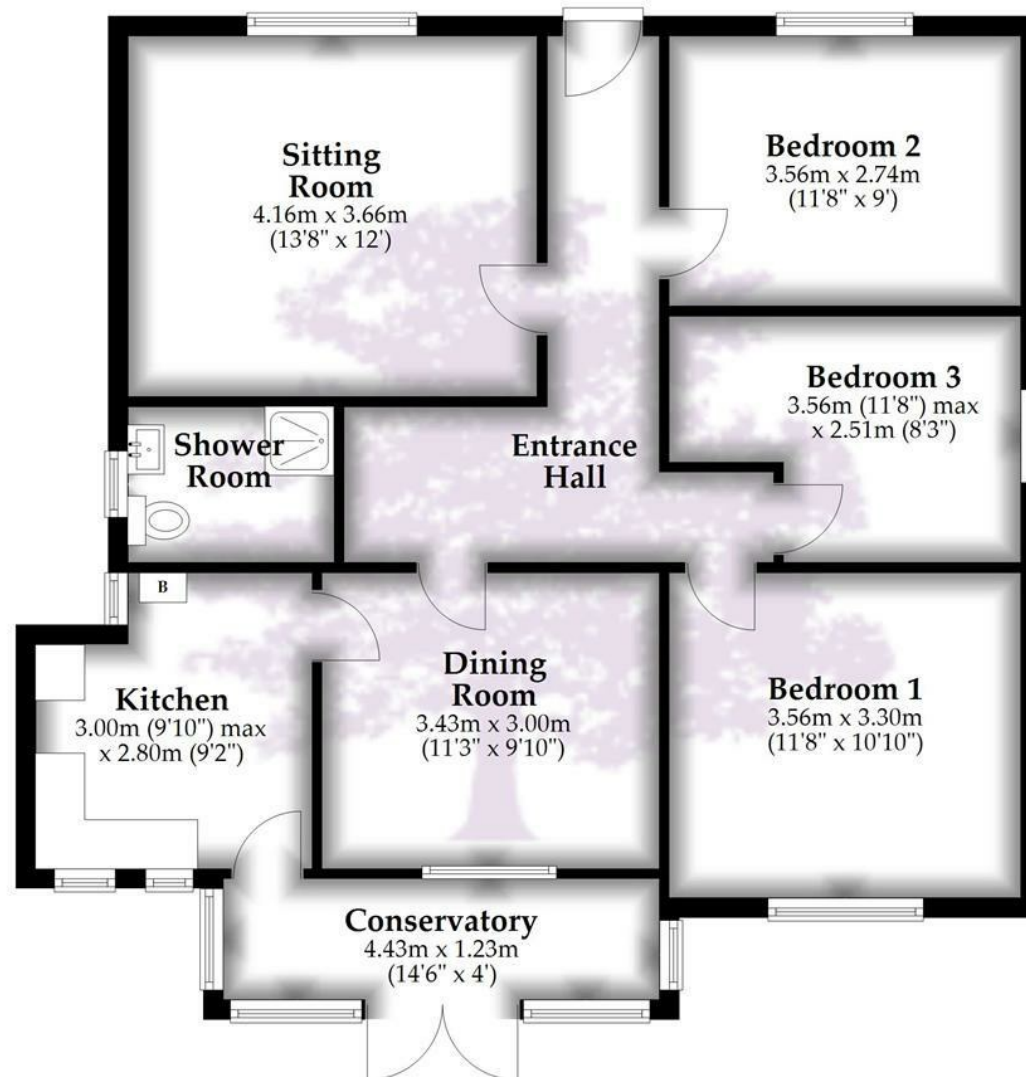 Sitting
Room
4.16m x 3.66m
(13'8" x 12')
Bedroom 2
3.56m x 2.74m
(11'8" x 9')
Bedroom 3
3.56m (11'8") max
x 2.51m (8'3")
Shower
Room
Entrance
Hall
B
Kitchen
3.00m (9'10") max
x 2.80m (9'2")
Dining
Room
3.43m x 3.00m
(11'3" x 9'10")
Bedroom 1
3.56m x 3.30m
(11'8" x 10'10")
Conservatory
4.43m x 1.23m
(14'6" x 4')